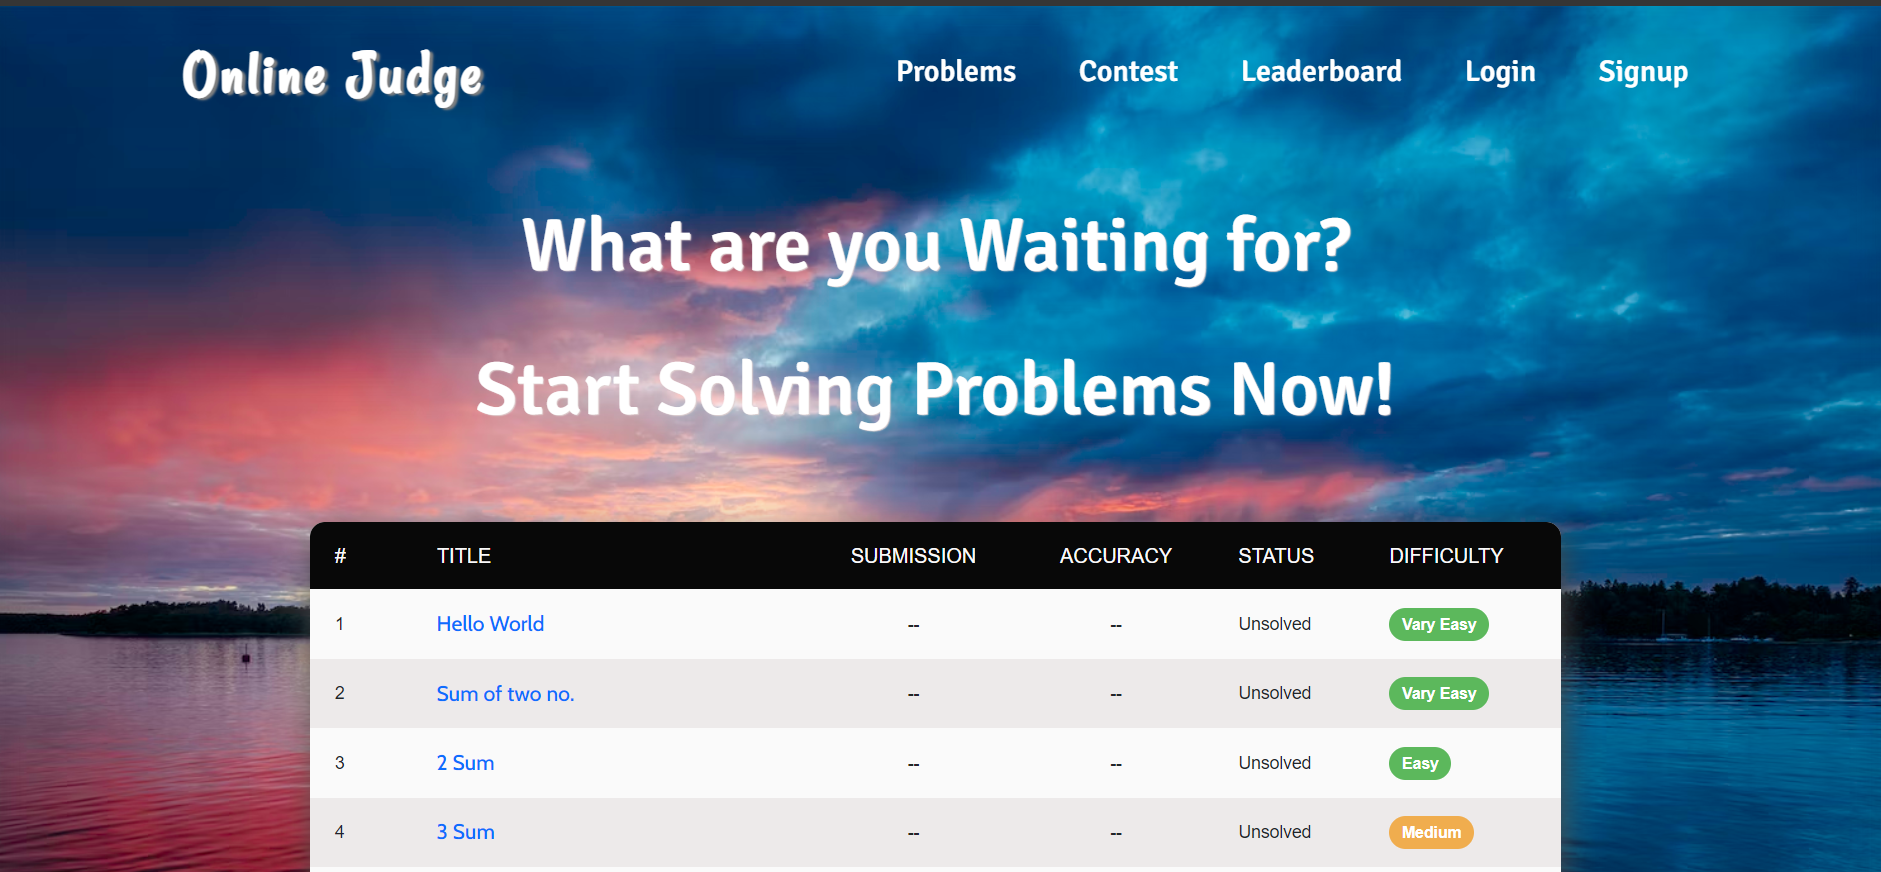 Online Judge Problems Contest Leaderboard Login Signup
What are you Waiting for?
Start Solving Problems Now!
# TITLE SUBMISSION ACCURACY STATUS DIFFICULTY
1 Hello World -- -- Unsolved Vary Easy
2 Sum of two no. -- -- Unsolved Vary Easy
3 2 Sum -- -- Unsolved Easy
4 3 Sum -- -- Unsolved Medium